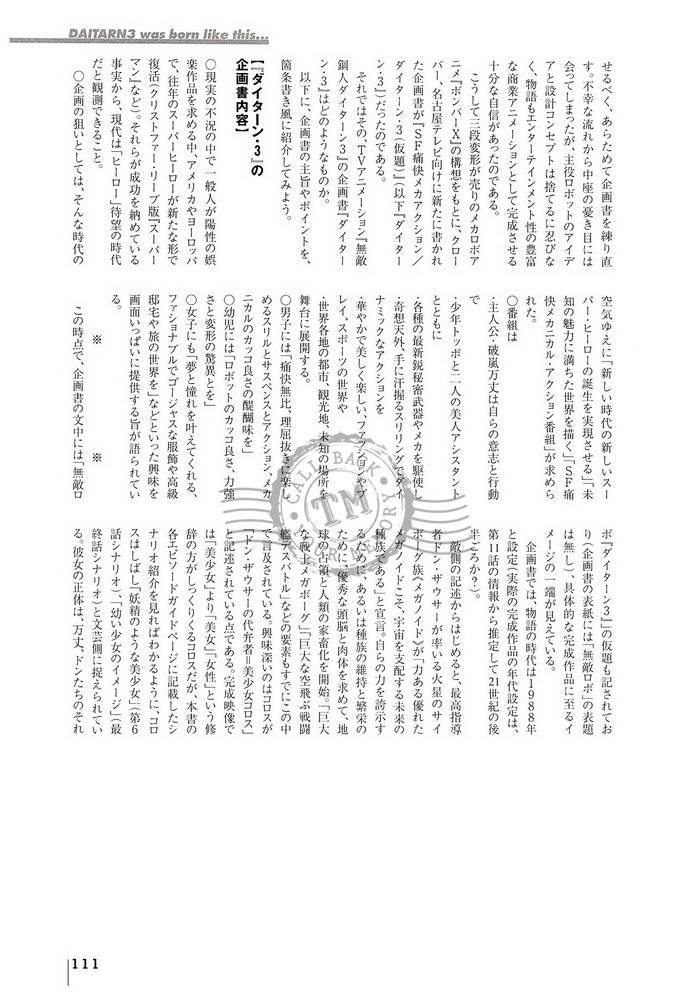 DAITARN3 was born like this...
せるべく、あらためて企画書を練り直
す。不幸な流れから中座の憂き目には
会ってしまったが、主役ロボットのアイデ
アと設計コンセプトは捨てるに忍びな
く、物語もエンターテインメント性の豊富
な商業アニメーションとして完成させる
十分な自信があったのである。
こうして三段変形が売りのメカロボア
ニメ『ボンバーX』の構想をもとに、クロー
バー、名古屋テレビ向けに新たに書かれ
た企画書が『SF痛快メカアクション／
ダイターン・3（仮題）』（以下『ダイター
ン・3』）だったのである。
それではその、TVアニメーション『無敵
鋼人ダイターン3』の企画書『ダイター
ン・3』はどのようなものか。
以下に、企画書の主旨やポイントを、
箇条書き風に紹介してみよう。
【『ダイターン・3』の
企画書内容】
○現実の不況の中で一般人が陽性の娯
楽作品を求める中、アメリカやヨーロッパ
で、往年のスーパーヒーローが新たな形で
復活（クリストファー・リーブ版『スーパー
マン』など）。それらが成功を納めている
事実から、現代は「ヒーロー」待望の時代
だと観測できること。
○企画の狙いとしては、そんな時代の
空気ゆえに「新しい時代の新しいスー
パー・ヒーローの誕生を実現させる」「未
知の魅力に満ちた世界を描く」「SF痛
快メカニカル・アクション番組」が求めら
れた。
○番組は
・主人公・破嵐万丈は自らの意志と行動
で
・少年トッポと二人の美人アシスタント
とともに
・各種の最新鋭秘密武器やメカを駆使し
・奇想天外、手に汗握るスリリングでダイ
ナミックなアクションを
・華やかで美しく楽しい、ファッションやプ
レイ、スポーツの世界や
・世界各地の都市、観光地、未知の場所を
舞台に展開する。
○男子には「痛快無比、理屈抜きに楽し
めるスリルとサスペンスとアクション、メカ
ニカルのカッコ良さの醍醐味を」
○幼児には「ロボットのカッコ良さ、力強
さと変形の驚異とを」
○女子にも「夢と憧れを叶えてくれる、
ファショナブルでゴージャスな服飾や高級
邸宅や旅の世界を」などといった興味を
画面いっぱいに提供する旨が語られてい
る。
※　※
この時点で、企画書の文中には「無敵ロ
ボ『ダイターン3』」の仮題も記されてお
り（企画書の表紙には「無敵ロボ」の表題
は無し）、具体的な完成作品に至るイ
メージの一端が見えている。
企画書では、物語の時代は1988年
と設定（実際の完成作品の年代設定は、
第11話の情報から推定して21世紀の後
半ごろか？）。
敵側の記述からはじめると、最高指導
者ドン・ザウサーが率いる火星のサイ
ボーグ族《メガノイド》が「力ある優れた
メガノイドこそ、宇宙を支配する未来の
種族である」と宣言。自らの力を誇示す
るために、あるいは種族の維持と繁栄の
ために、優秀な頭脳と肉体を求めて、地
球の占領と人類の家畜化を開始。「巨大
な戦士メガボーグ」「巨大な空飛ぶ戦闘
艦デスバトル」などの要素もすでにこの中
で言及されている。興味深いのはコロスが
「ドン・ザウサーの代弁者＝美少女コロス」
と記述されている点である。完成映像で
は「美少女」より「美女」「女性」という修
辞の方がしっくりくるコロスだが、本書の
各エピソードガイドページに記載したシ
ナリオ紹介を見ればわかるように、コロ
スはしばし「妖精のような美少女」（第6
話シナリオ）、「幼い少女のイメージ」（最
終話シナリオ）と文芸側に捉えられてい
る。彼女の正体は、万丈、ドンたちのそれ
CALL BACK
TM
YOUR MEMORY
111